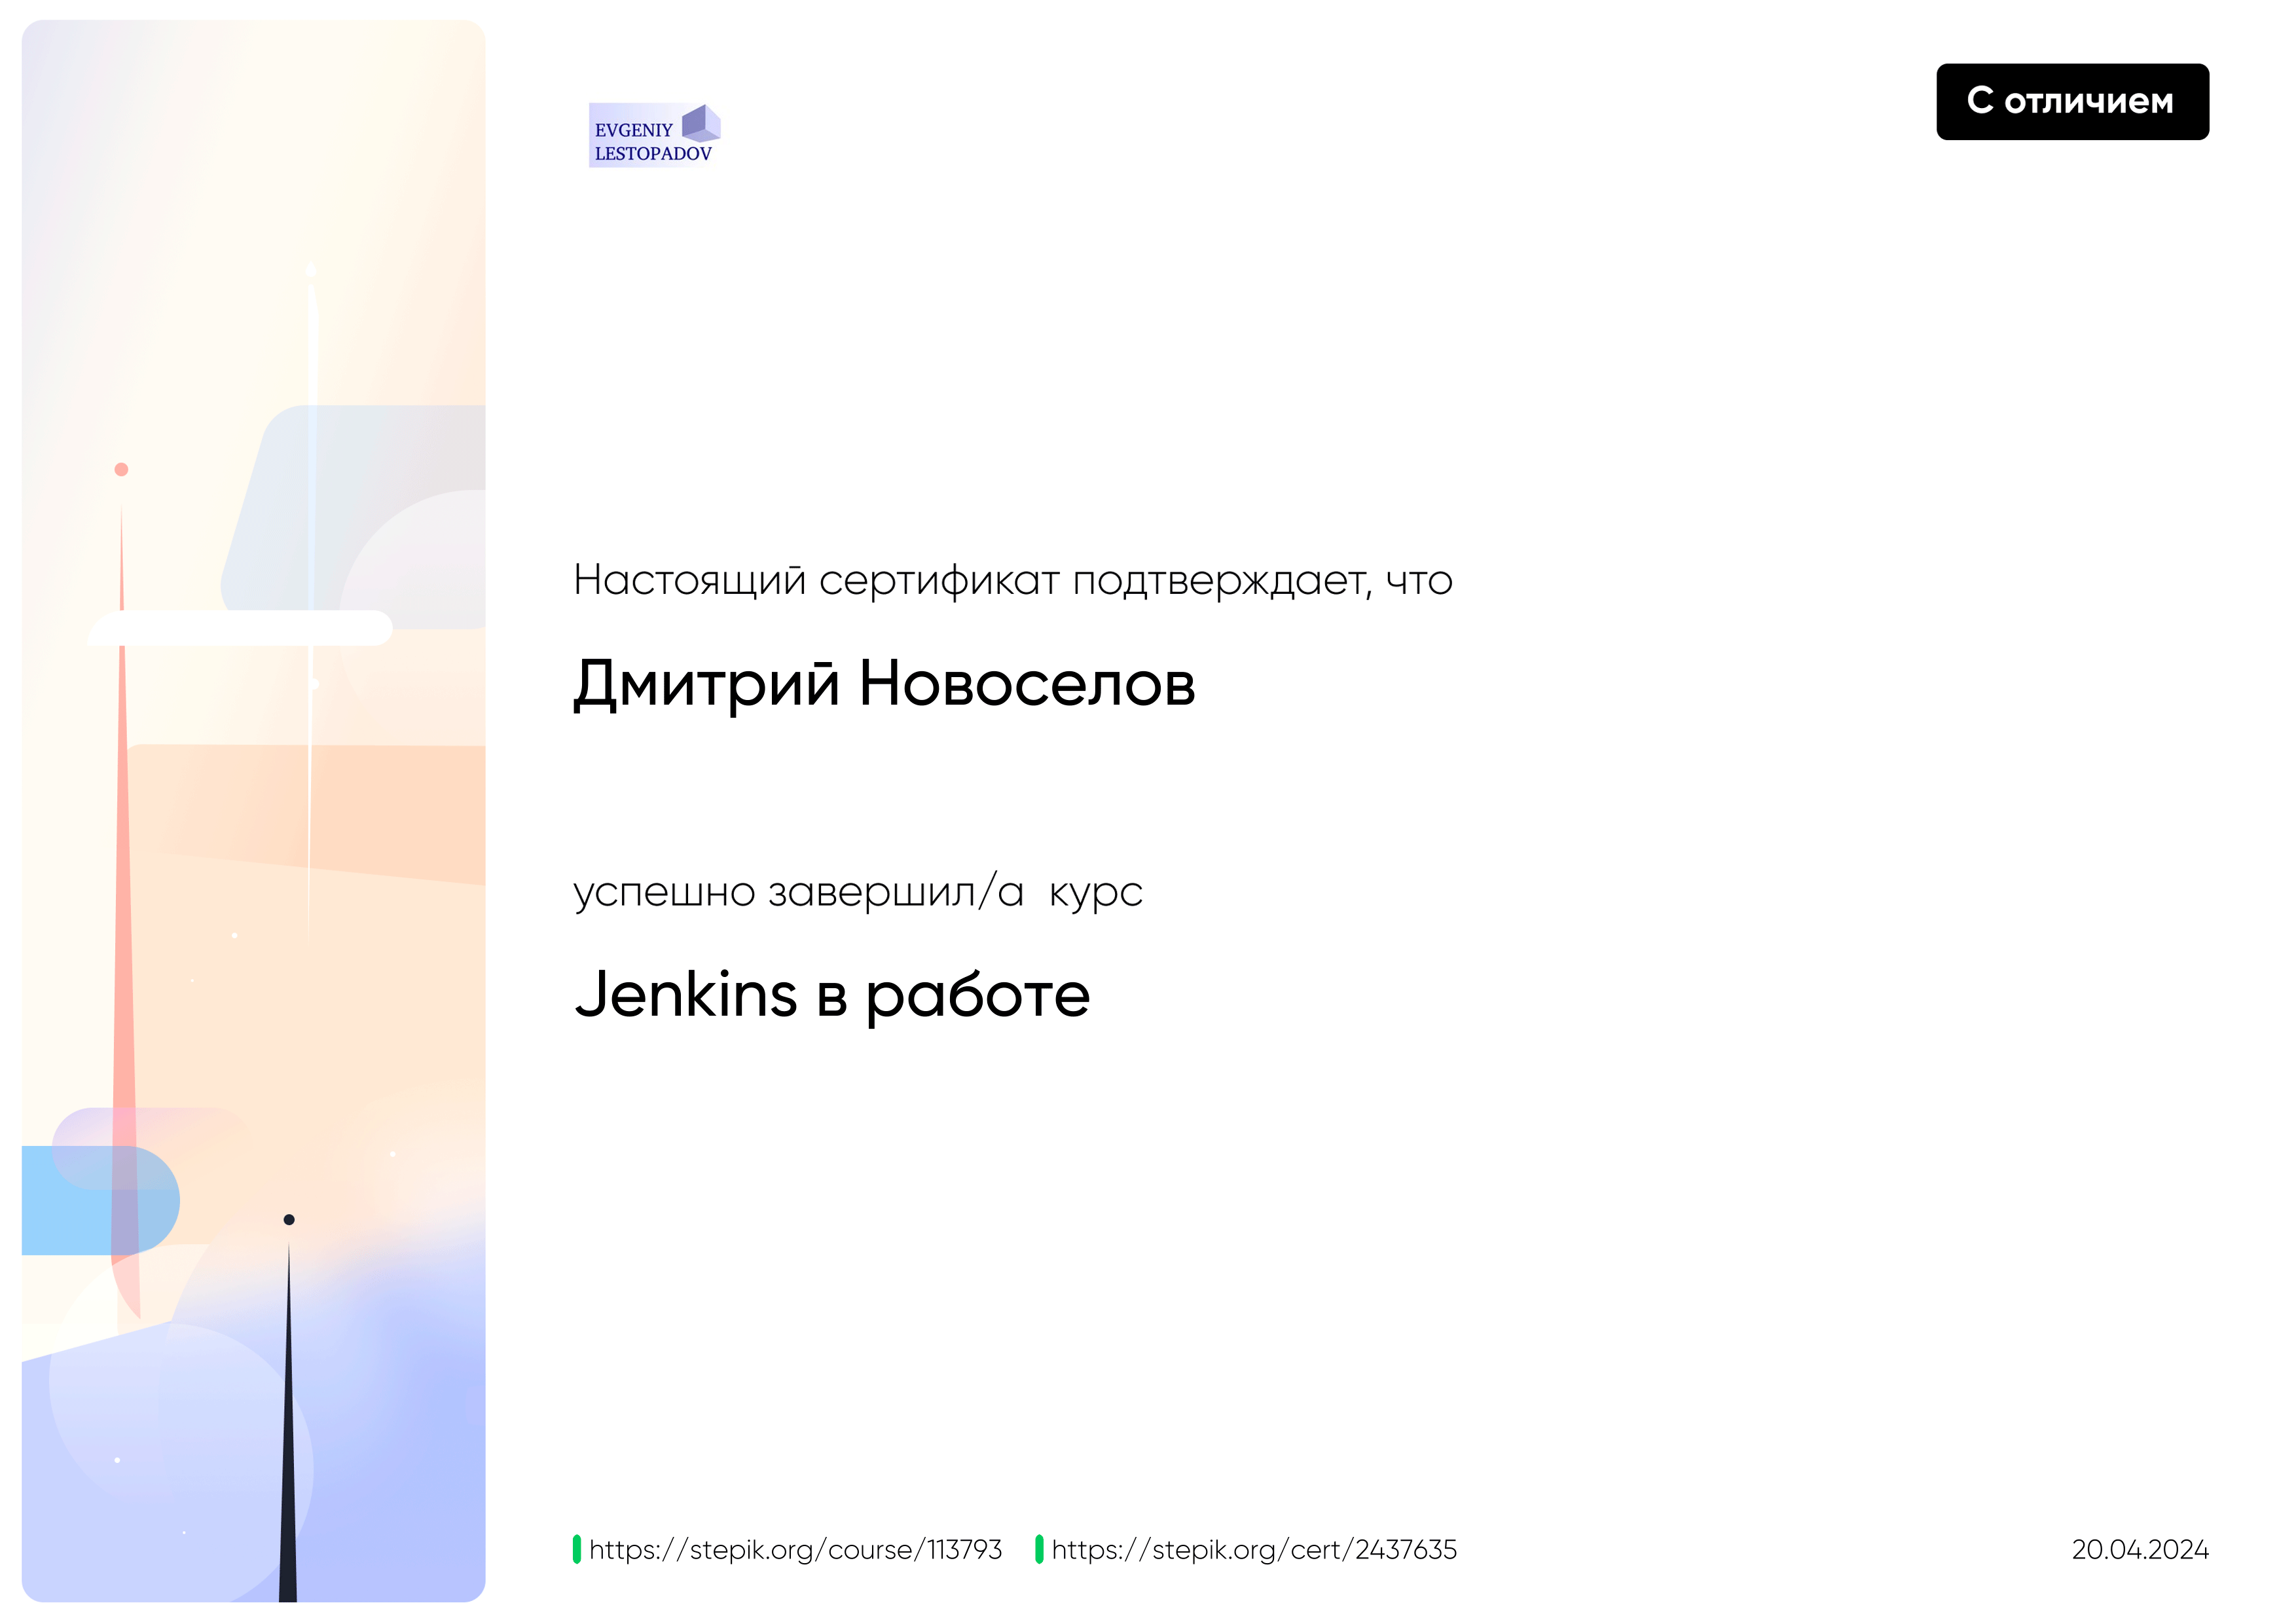 EVGENIY
LESTOPADOV
С отличием
Настоящий сертификат подтверждает, что
Дмитрий Новоселов
успешно завершил/а курс
Jenkins в работе
https://stepik.org/course/113793
https://stepik.org/cert/2437635
20.04.2024